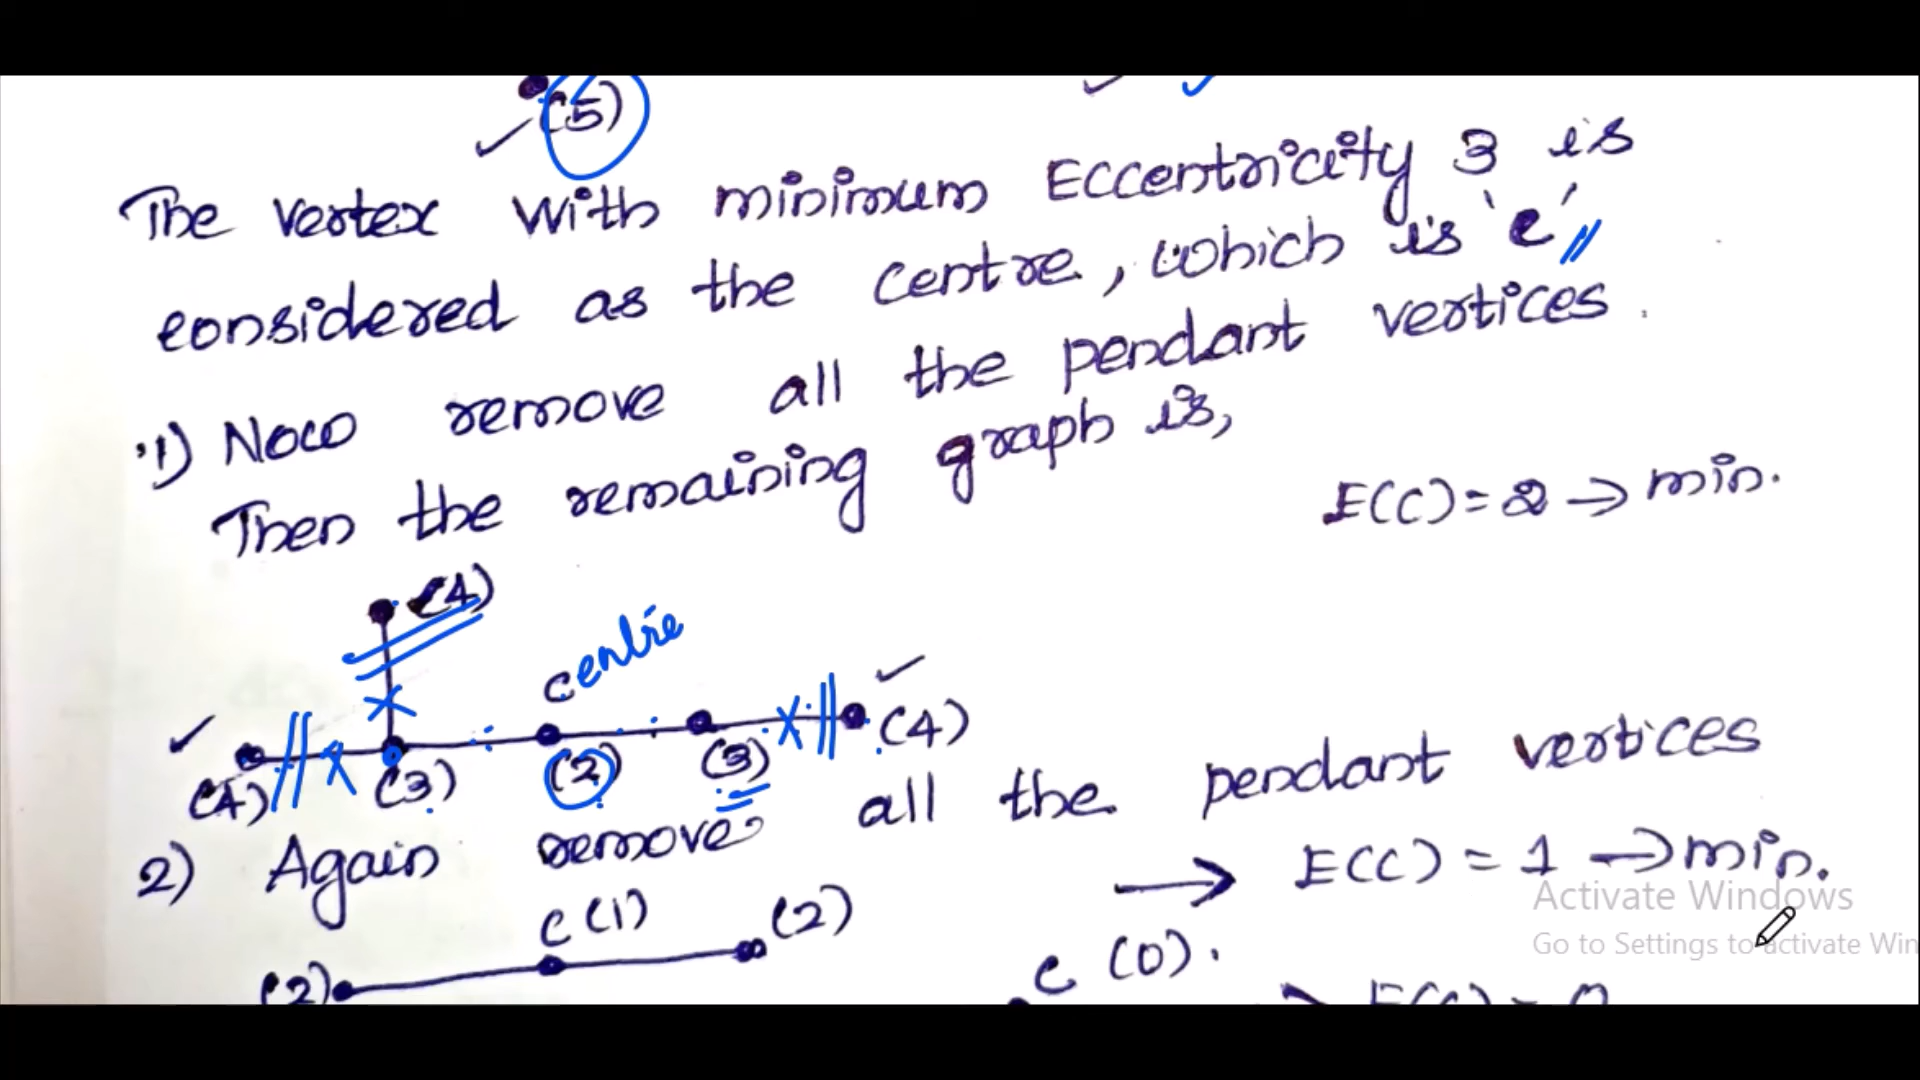 (5)
The vertex with minimum Eccentricity 3 is
considered as the centre, which is 'c'
1) Now remove all the pendant vertices.
Then the remaining graph is,
E(C) = 2 → min.
(4)
centre
(4) (3) (2) (3) (4)
2) Again remove all the pendant vertices
→ E(C) = 1 → min.
C (1) (2)
(2)
c (0).
Activate Windows
Go to Settings to activate Win